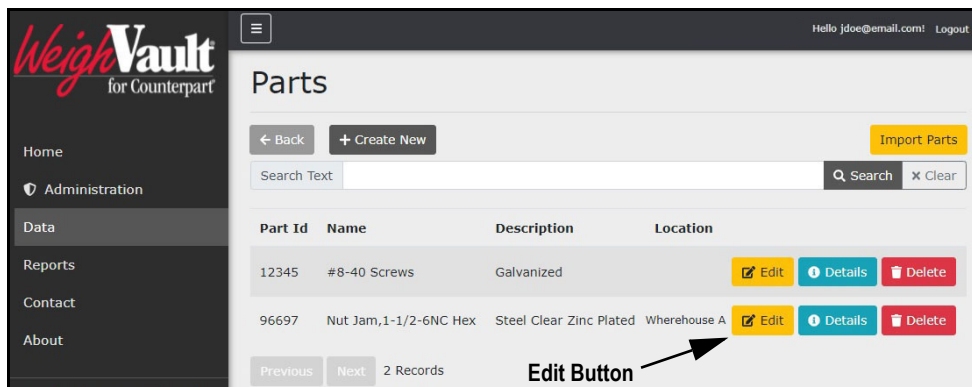 WeighVault
for Counterpart®
Hello jdoe@email.com! Logout
Parts
Back + Create New Import Parts
Search Text Search Clear
Home
Administration
Data
Reports
Contact
About
Part Id Name Description Location
12345 #8-40 Screws Galvanized Edit Details Delete
96697 Nut Jam,1-1/2-6NC Hex Steel Clear Zinc Plated Wherehouse A Edit Details Delete
Previous Next 2 Records
Edit Button